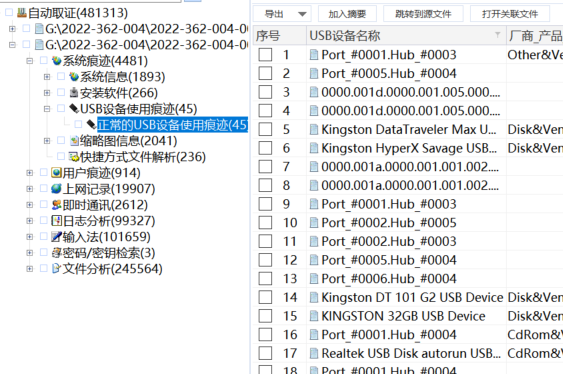 自动取证(481313)
G:\2022-362-004\2022-362-004-00
G:\2022-362-004\2022-362-004-00
系统痕迹(4481)
系统信息(1893)
安装软件(266)
USB设备使用痕迹(45)
正常的USB设备使用痕迹(45
缩略图信息(2041)
快捷方式文件解析(236)
用户痕迹(914)
上网记录(19907)
即时通讯(2612)
日志分析(99327)
输入法(101659)
密码/密钥检索(3)
文件分析(245564)
导出 加入摘要 跳转到源文件 打开关联文件
序号 USB设备名称 厂商_产品
1 Port_#0001.Hub_#0003 Other&Ve
2 Port_#0005.Hub_#0004
3 0000.001d.0000.001.005.000....
4 0000.001d.0000.001.005.000....
5 Kingston DataTraveler Max U... Disk&Ven
6 Kingston HyperX Savage USB... Disk&Ven
7 0000.001a.0000.001.001.002....
8 0000.001a.0000.001.001.002....
9 Port_#0001.Hub_#0003
10 Port_#0002.Hub_#0005
11 Port_#0002.Hub_#0003
12 Port_#0005.Hub_#0004
13 Port_#0006.Hub_#0004
14 Kingston DT 101 G2 USB Device Disk&Ven
15 KINGSTON 32GB USB Device Disk&Ven
16 Port_#0001.Hub_#0004 CdRom&V
17 Realtek USB Disk autorun USB... CdRom&V
18 Port_#0001.Hub_#0004